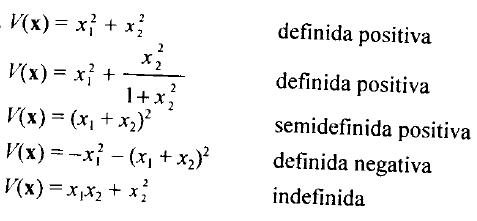 V(x) = x₁² + x₂² definida positiva
V(x) = x₁² + x₂²/(1 + x₂²) definida positiva
V(x) = (x₁ + x₂)² semidefinida positiva
V(x) = −x₁² − (x₁ + x₂)² definida negativa
V(x) = x₁x₂ + x₂² indefinida